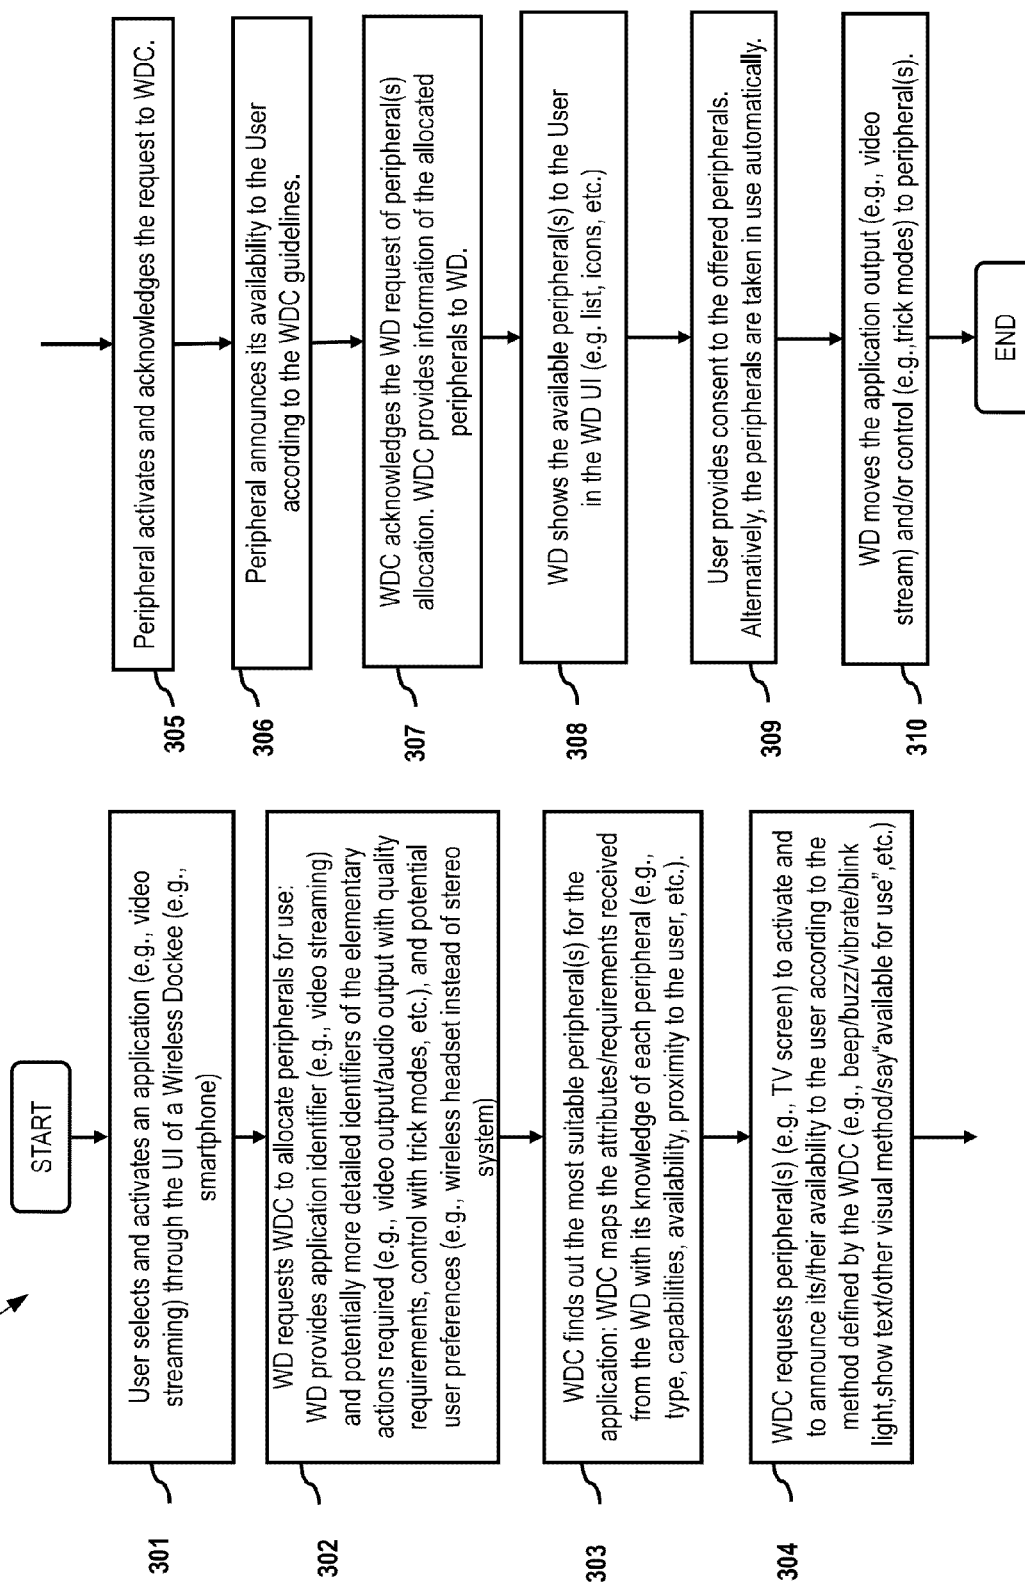 START
User selects and activates an application (e.g., video
streaming) through the UI of a Wireless Dockee (e.g.,
smartphone)
301
WD requests WDC to allocate peripherals for use:
WD provides application identifier (e.g., video streaming)
and potentially more detailed identifiers of the elementary
actions required (e.g., video output/audio output with quality
requirements, control with trick modes, etc.), and potential
user preferences (e.g., wireless headset instead of stereo
system)
302
WDC finds out the most suitable peripheral(s) for the
application: WDC maps the attributes/requirements received
from the WD with its knowledge of each peripheral (e.g.,
type, capabilities, availability, proximity to the user, etc.).
303
WDC requests peripheral(s) (e.g., TV screen) to activate and
to announce its/their availability to the user according to the
method defined by the WDC (e.g., beep/buzz/vibrate/blink
light,show text/other visual method/say“available for use”,etc.)
304
Peripheral activates and acknowledges the request to WDC.
305
Peripheral announces its availability to the User
according to the WDC guidelines.
306
WDC acknowledges the WD request of peripheral(s)
allocation. WDC provides information of the allocated
peripherals to WD.
307
WD shows the available peripheral(s) to the User
in the WD UI (e.g. list, icons, etc.)
308
User provides consent to the offered peripherals.
Alternatively, the peripherals are taken in use automatically.
309
WD moves the application output (e.g., video
stream) and/or control (e.g.,trick modes) to peripheral(s).
310
END